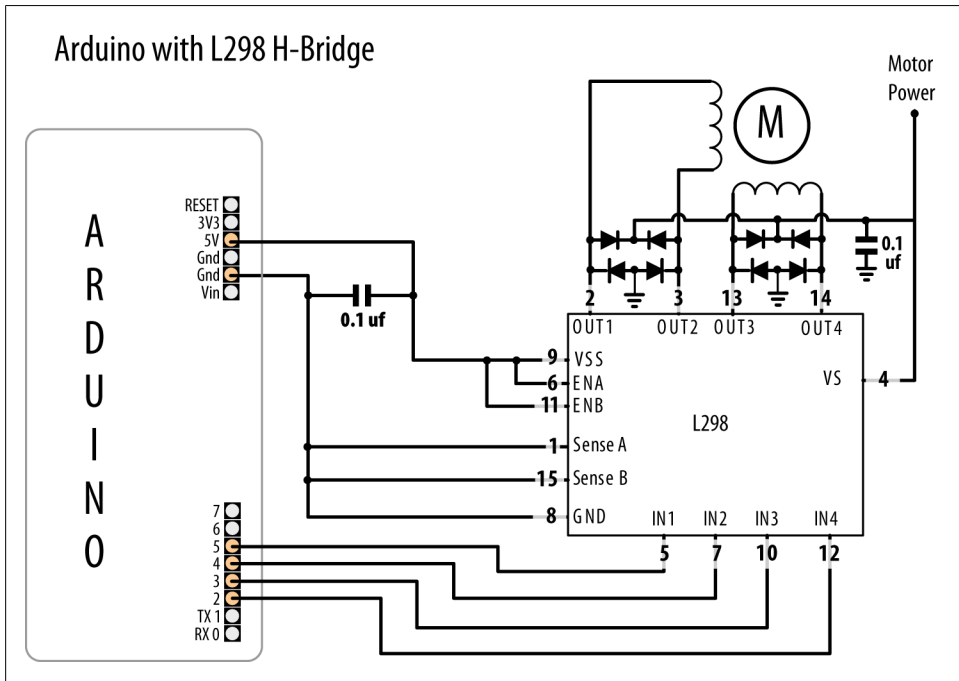 Arduino with L298 H-Bridge
Motor
Power
M
ARDUINO
RESET
3V3
5V
Gnd
Gnd
Vin
0.1 uf
0.1
uf
2
3
13
14
OUT1
OUT2
OUT3
OUT4
9 VSS
6 ENA
11 ENB
VS 4
L298
1 Sense A
15 Sense B
8 GND
IN1
IN2
IN3
IN4
5
7
10
12
7
6
5
4
3
2
TX 1
RX 0